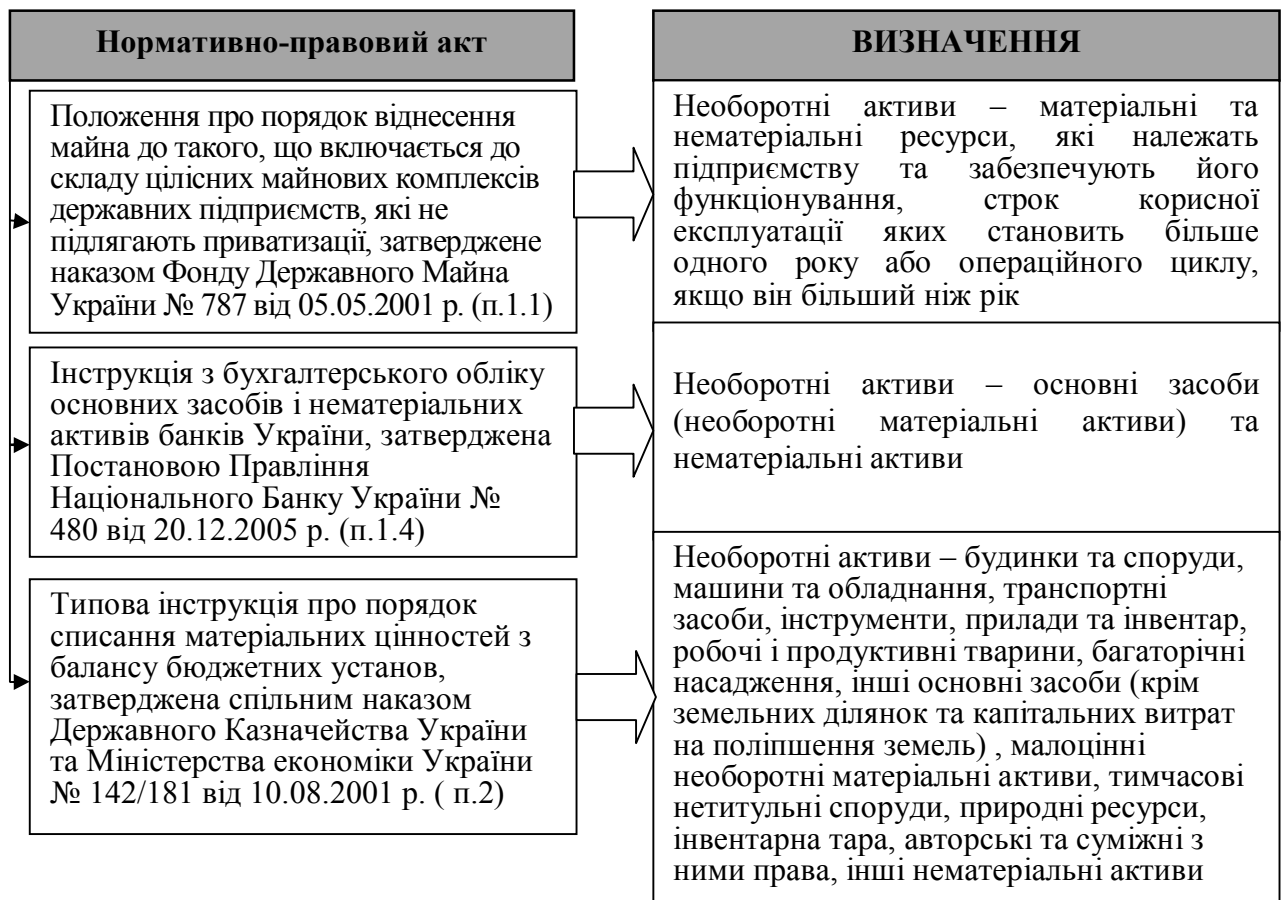 Нормативно-правовий акт
ВИЗНАЧЕННЯ
Положення про порядок віднесення
майна до такого, що включається до
складу цілісних майнових комплексів
державних підприємств, які не
підлягають приватизації, затверджене
наказом Фонду Державного Майна
України № 787 від 05.05.2001 р. (п.1.1)
Необоротні активи – матеріальні та
нематеріальні ресурси, які належать
підприємству та забезпечують його
функціонування, строк корисної
експлуатації яких становить більше
одного року або операційного циклу,
якщо він більший ніж рік
Інструкція з бухгалтерського обліку
основних засобів і нематеріальних
активів банків України, затверджена
Постановою Правління
Національного Банку України №
480 від 20.12.2005 р. (п.1.4)
Необоротні активи – основні засоби
(необоротні матеріальні активи) та
нематеріальні активи
Типова інструкція про порядок
списання матеріальних цінностей з
балансу бюджетних установ,
затверджена спільним наказом
Державного Казначейства України
та Міністерства економіки України
№ 142/181 від 10.08.2001 р. ( п.2)
Необоротні активи – будинки та споруди,
машини та обладнання, транспортні
засоби, інструменти, прилади та інвентар,
робочі і продуктивні тварини, багаторічні
насадження, інші основні засоби (крім
земельних ділянок та капітальних витрат
на поліпшення земель) , малоцінні
необоротні матеріальні активи, тимчасові
нетитульні споруди, природні ресурси,
інвентарна тара, авторські та суміжні з
ними права, інші нематеріальні активи